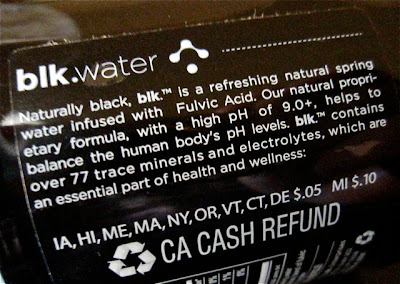 blk.water
Naturally black, blk.™ is a refreshing natural spring
water infused with Fulvic Acid. Our natural propri-
etary formula, with a high pH of 9.0+, helps to
balance the human body's pH levels. blk.™ contains
over 77 trace minerals and electrolytes, which are
an essential part of health and wellness:
IA, HI, ME, MA, NY, OR, VT, CT, DE $.05 MI $.10
CA CASH REFUND